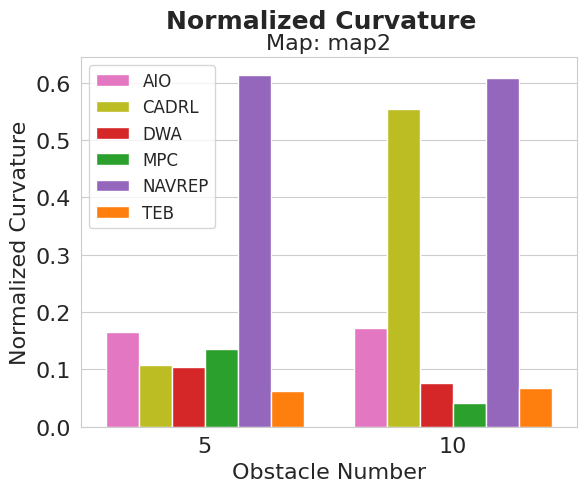 Normalized Curvature
Map: map2
Normalized Curvature
0.6
0.5
0.4
0.3
0.2
0.1
0.0
AIO
CADRL
DWA
MPC
NAVREP
TEB
5
10
Obstacle Number